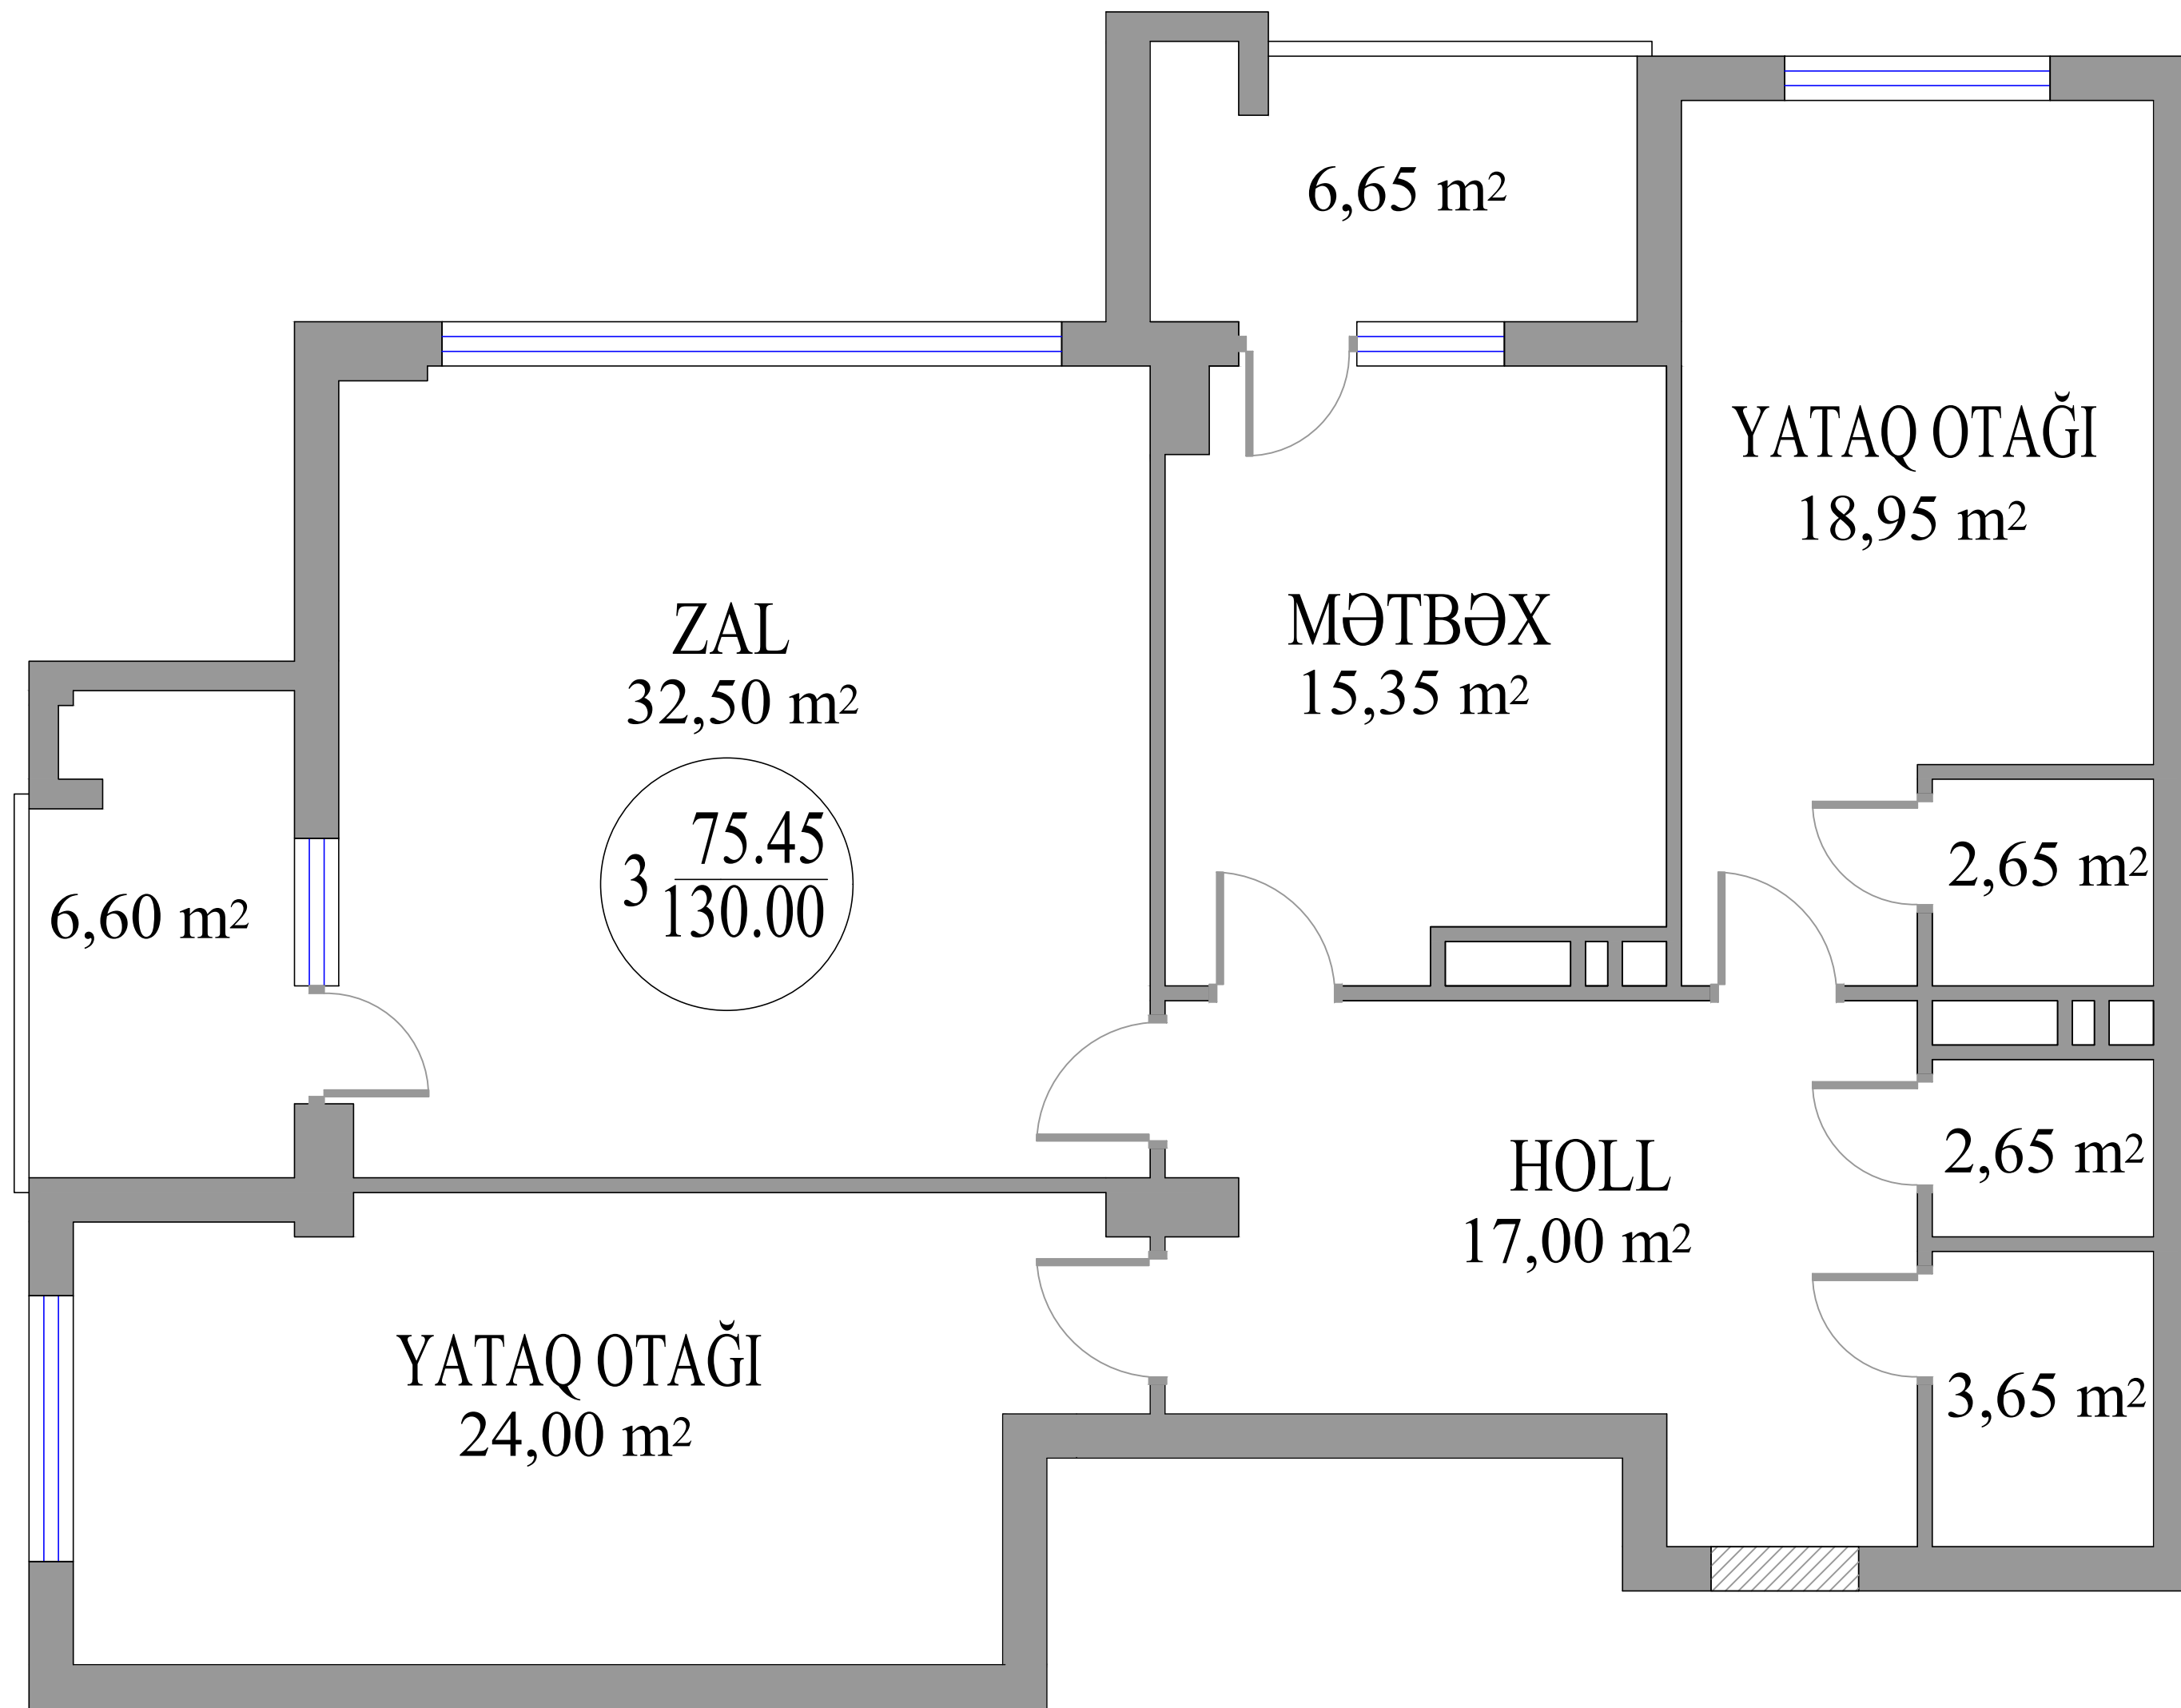 6,65 m²
YATAQ OTAĞI
18,95 m²
ZAL
32,50 m²
MƏTBƏX
15,35 m²
3
75.45
130.00
6,60 m²
2,65 m²
HOLL
17,00 m²
2,65 m²
YATAQ OTAĞI
24,00 m²
3,65 m²